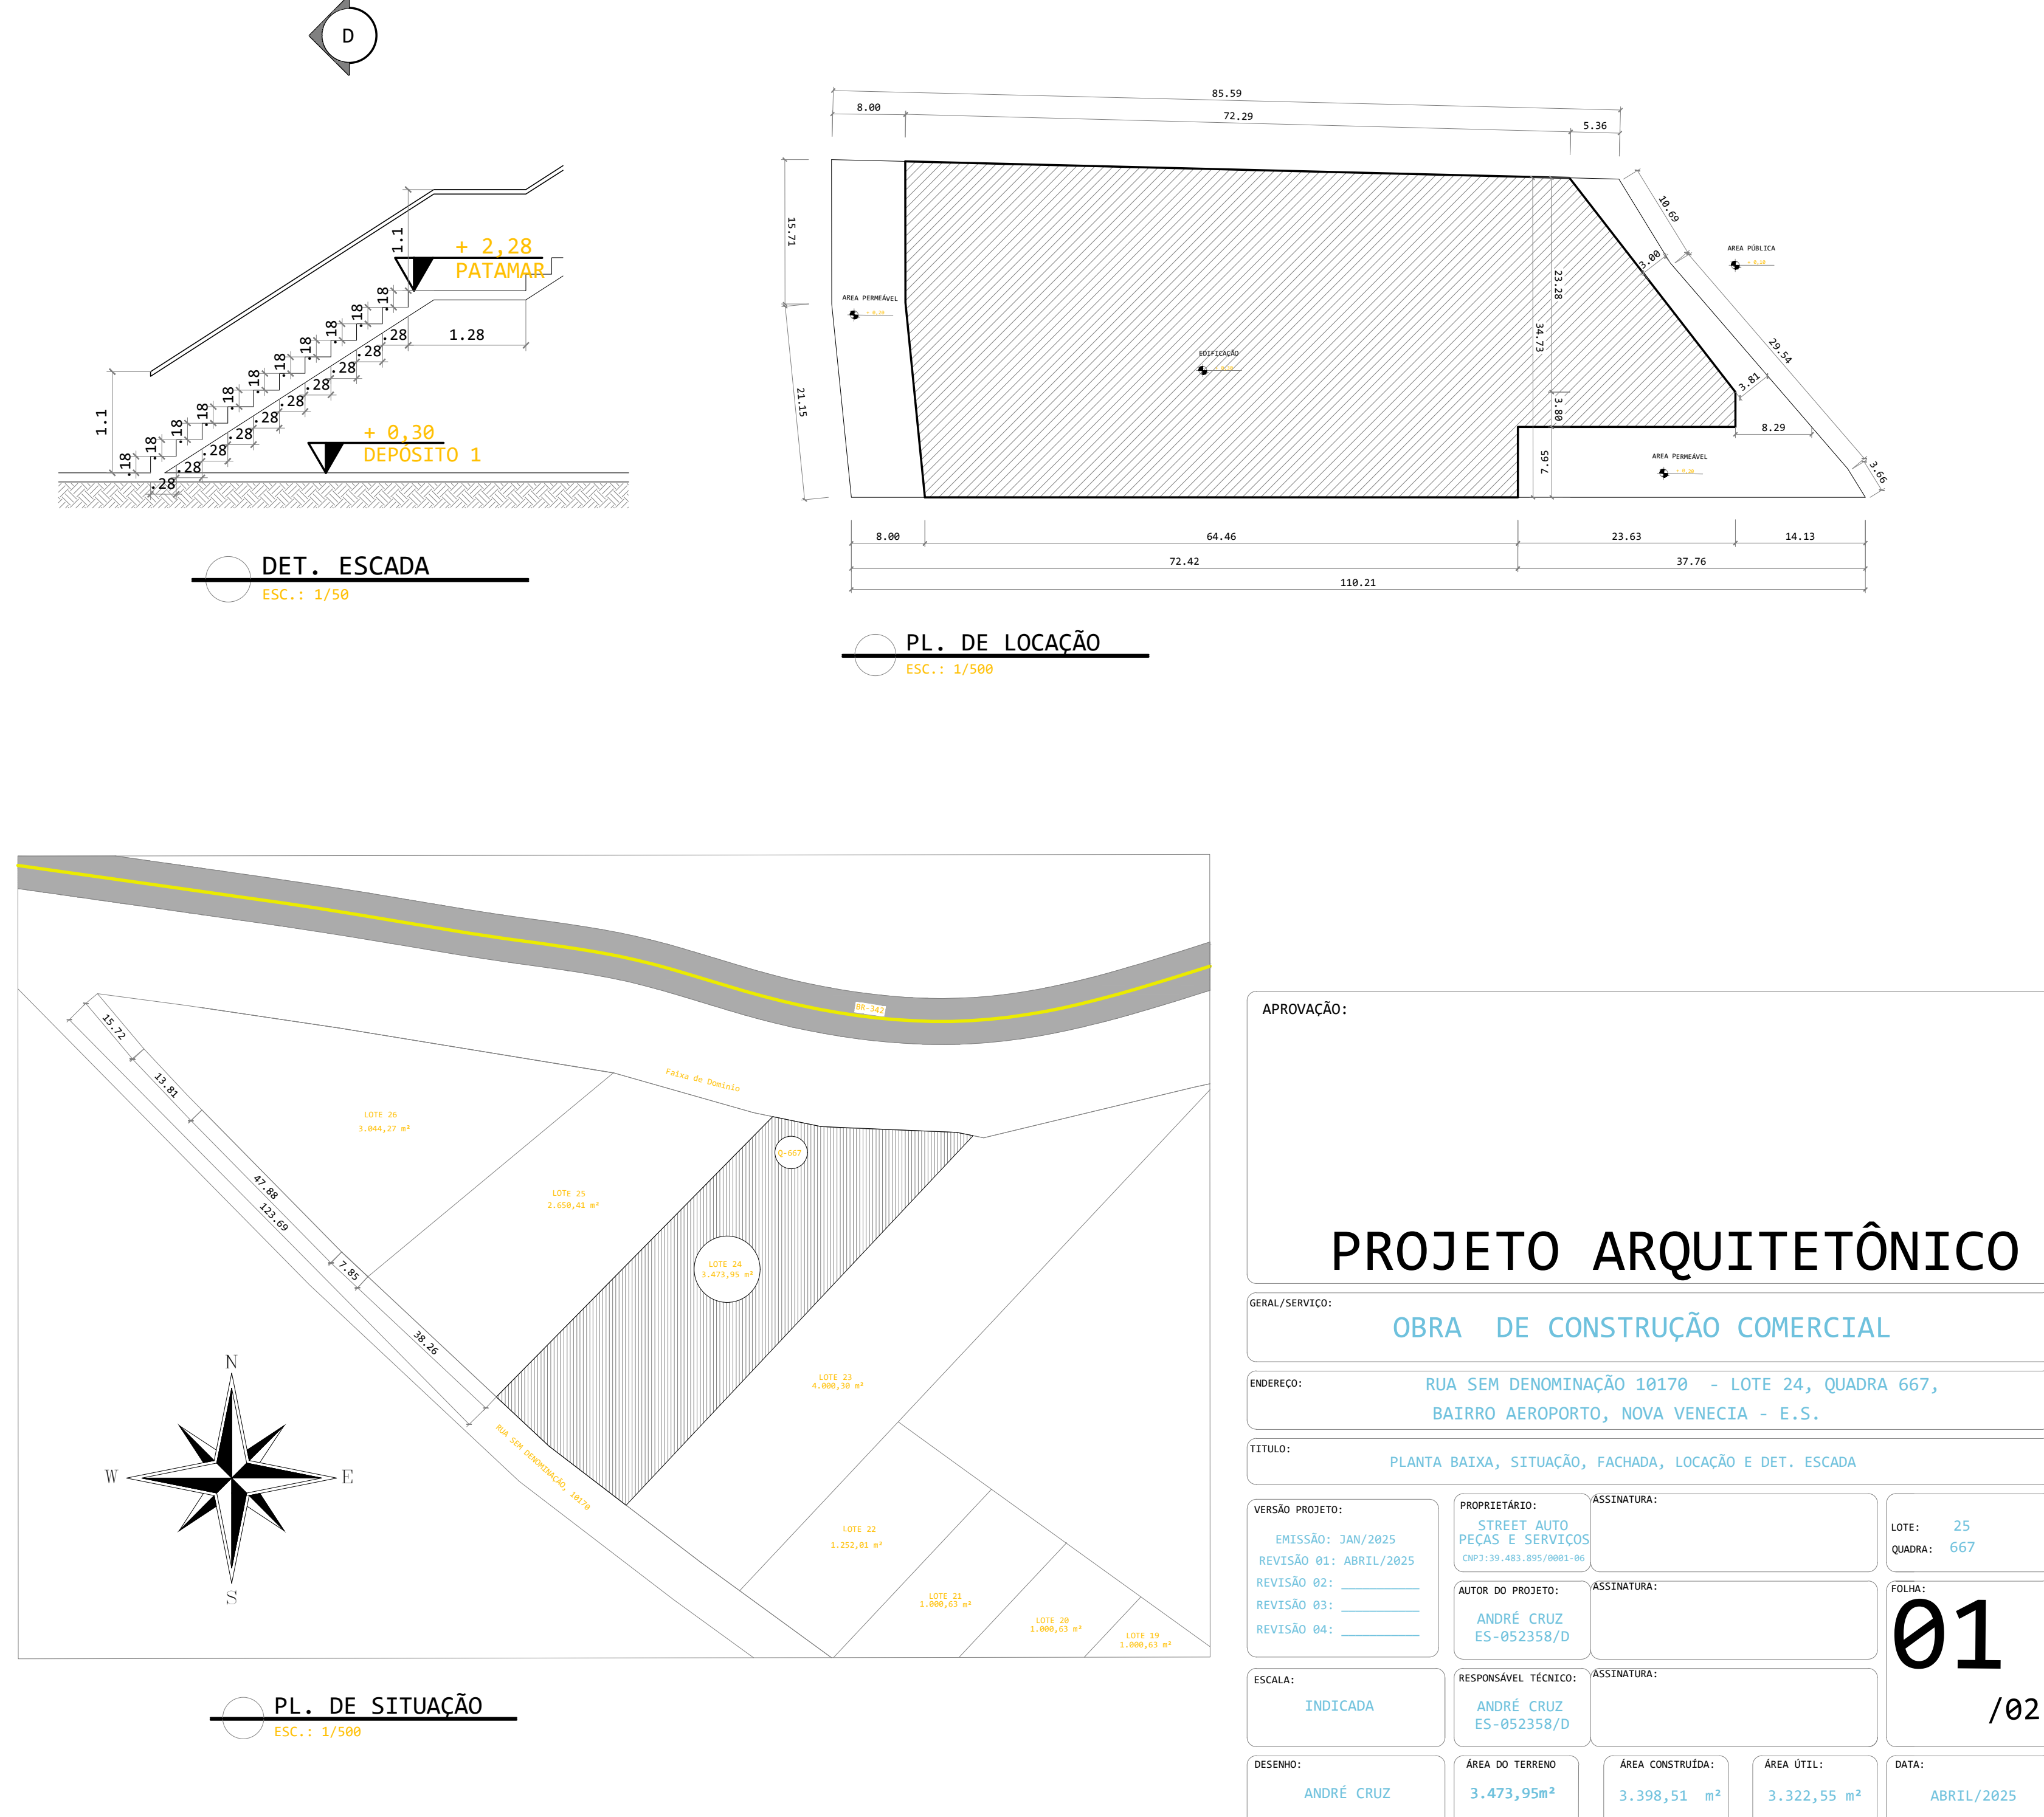 D
1.1
1.1
.18
.18
.18
.18
.18
.18
.18
.18
.18
.18
.18
.28
.28
.28
.28
.28
.28
.28
.28
.28
.28
1.28
+ 2,28
PATAMAR
+ 0,30
DEPÓSITO 1
DET. ESCADA
ESC.: 1/50
85.59
8.00
72.29
5.36
15.71
21.15
10.69
3.00
29.54
3.81
3.66
23.28
34.73
3.80
7.65
8.29
AREA PÚBLICA
AREA PERMEÁVEL
EDIFICAÇÃO
AREA PERMEÁVEL
8.00
64.46
23.63
14.13
72.42
37.76
110.21
PL. DE LOCAÇÃO
ESC.: 1/500
BR-342
Faixa de Domínio
15.72
13.81
47.88
123.69
7.85
38.26
LOTE 26
3.044,27 m²
LOTE 25
2.650,41 m²
Q-667
LOTE 24
3.473,95 m²
LOTE 23
4.000,30 m²
LOTE 22
1.252,01 m²
LOTE 21
1.000,63 m²
LOTE 20
1.000,63 m²
LOTE 19
1.000,63 m²
RUA SEM DENOMINAÇÃO, 10170
N
W
E
S
PL. DE SITUAÇÃO
ESC.: 1/500
APROVAÇÃO:
PROJETO ARQUITETÔNICO
GERAL/SERVIÇO:
OBRA DE CONSTRUÇÃO COMERCIAL
ENDEREÇO:
RUA SEM DENOMINAÇÃO 10170 - LOTE 24, QUADRA 667,
BAIRRO AEROPORTO, NOVA VENECIA - E.S.
TITULO:
PLANTA BAIXA, SITUAÇÃO, FACHADA, LOCAÇÃO E DET. ESCADA
VERSÃO PROJETO:
EMISSÃO: JAN/2025
REVISÃO 01: ABRIL/2025
REVISÃO 02: ___________
REVISÃO 03: ___________
REVISÃO 04: ___________
PROPRIETÁRIO:
STREET AUTO
PEÇAS E SERVIÇOS
CNPJ:39.483.895/0001-06
ASSINATURA:
LOTE: 25
QUADRA: 667
AUTOR DO PROJETO:
ANDRÉ CRUZ
ES-052358/D
ASSINATURA:
FOLHA:
01
/02
ESCALA:
INDICADA
RESPONSÁVEL TÉCNICO:
ANDRÉ CRUZ
ES-052358/D
ASSINATURA:
DESENHO:
ANDRÉ CRUZ
ÁREA DO TERRENO
3.473,95m²
ÁREA CONSTRUÍDA:
3.398,51 m²
ÁREA ÚTIL:
3.322,55 m²
DATA:
ABRIL/2025